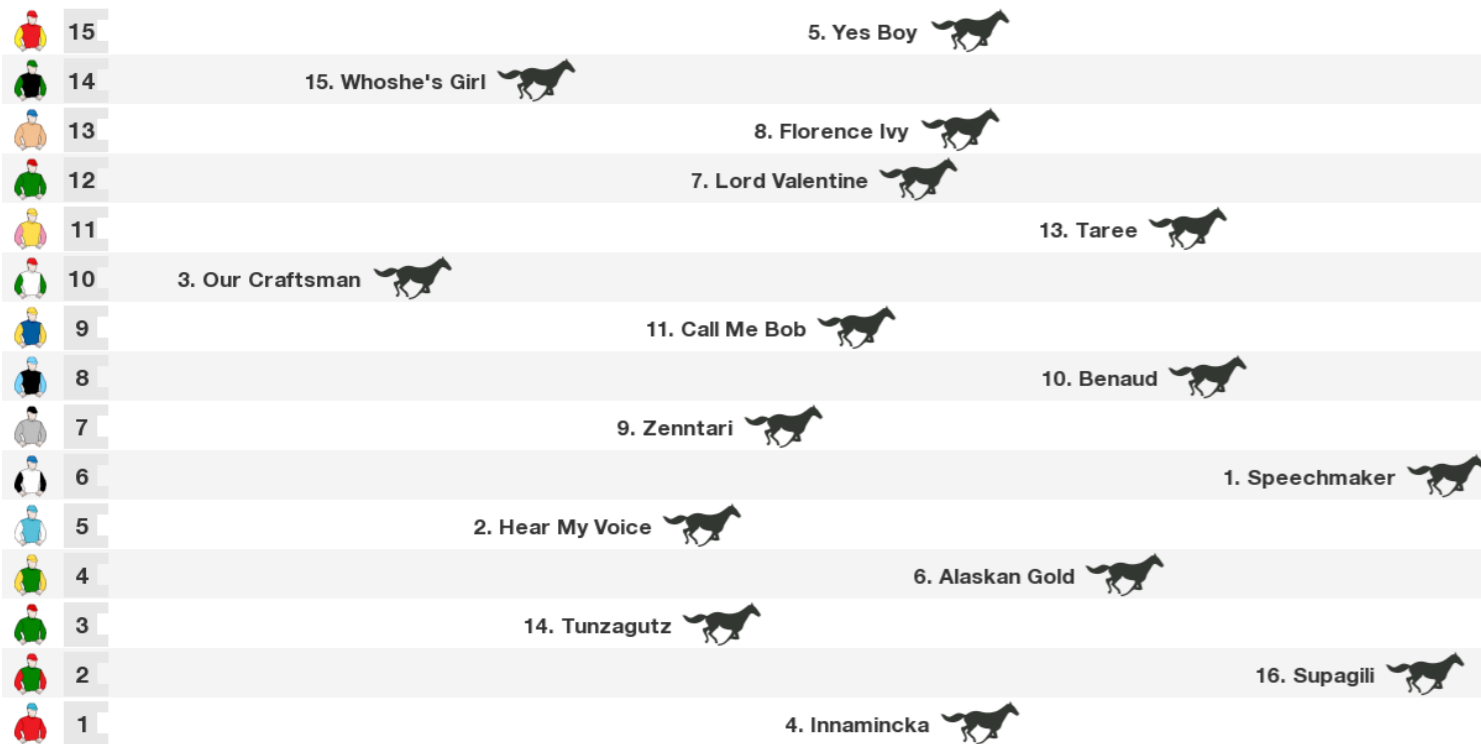 15 5. Yes Boy
14 15. Whoshe's Girl
13 8. Florence Ivy
12 7. Lord Valentine
11 13. Taree
10 3. Our Craftsman
9 11. Call Me Bob
8 10. Benaud
7 9. Zenntari
6 1. Speechmaker
5 2. Hear My Voice
4 6. Alaskan Gold
3 14. Tunzagutz
2 16. Supagili
1 4. Innamincka